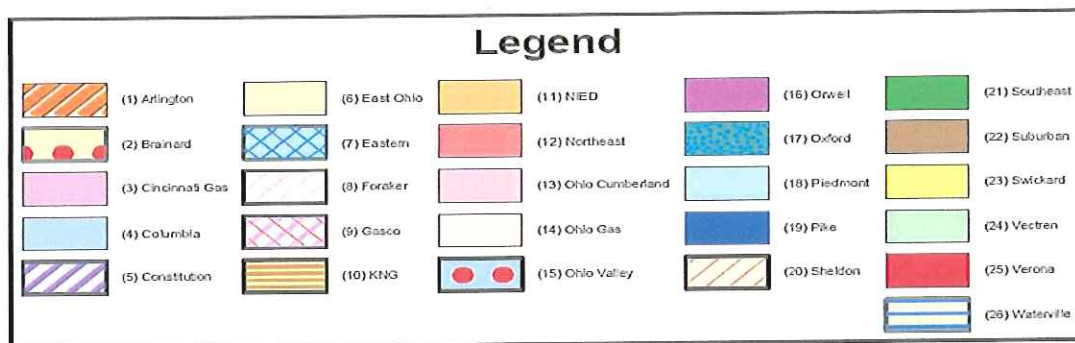 Legend
(1) Arlington
(2) Brainard
(3) Cincinnati Gas
(4) Columbia
(5) Constitution
(6) East Ohio
(7) Eastern
(8) Foraker
(9) Gasco
(10) KNG
(11) NIED
(12) Northeast
(13) Ohio Cumberland
(14) Ohio Gas
(15) Ohio Valley
(16) Orwell
(17) Oxford
(18) Piedmont
(19) Pike
(20) Sheldon
(21) Southeast
(22) Suburban
(23) Swickard
(24) Vectren
(25) Verona
(26) Waterville